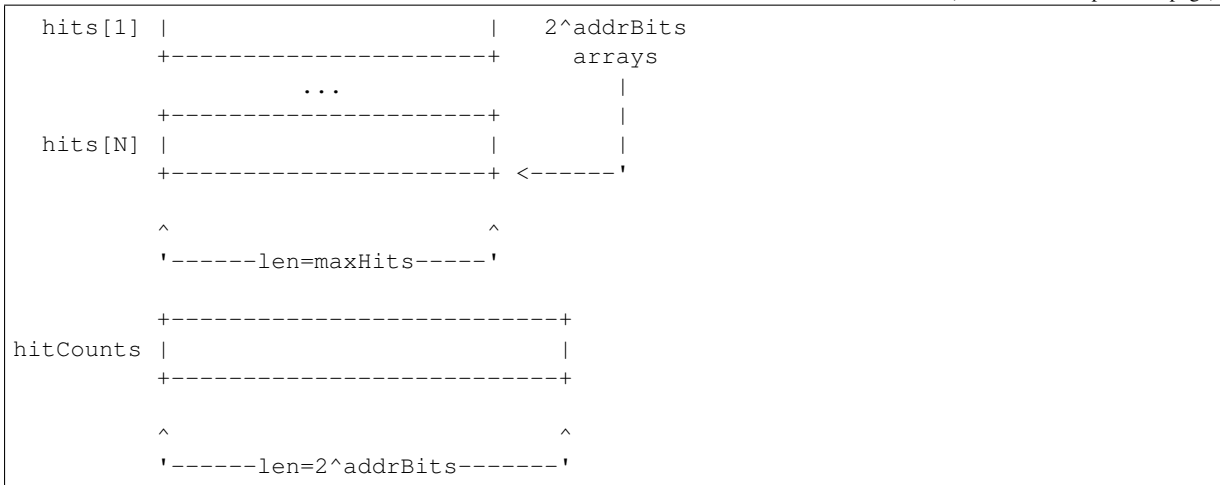 hits[1] |                      |   2^addrBits
        +----------------------+     arrays
                  ...                   |
        +----------------------+        |
hits[N] |                      |        |
        +----------------------+ <------'
        ^                      ^
        '------len=maxHits-----'
          +---------------------------+
hitCounts |                           |
          +---------------------------+
          ^                           ^
          '------len=2^addrBits-------'